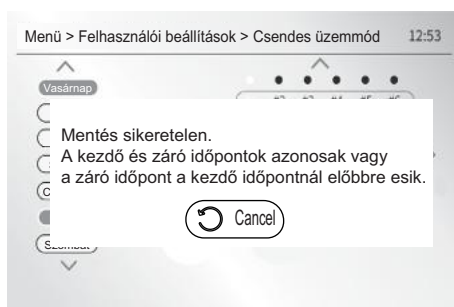 Menü > Felhasználói beállítások > Csendes üzemmód 12:53
Vasárnap
Mentés sikeretelen.
A kezdő és záró időpontok azonosak vagy
a záró időpont a kezdő időpontnál előbbre esik.
Cancel
Szombat